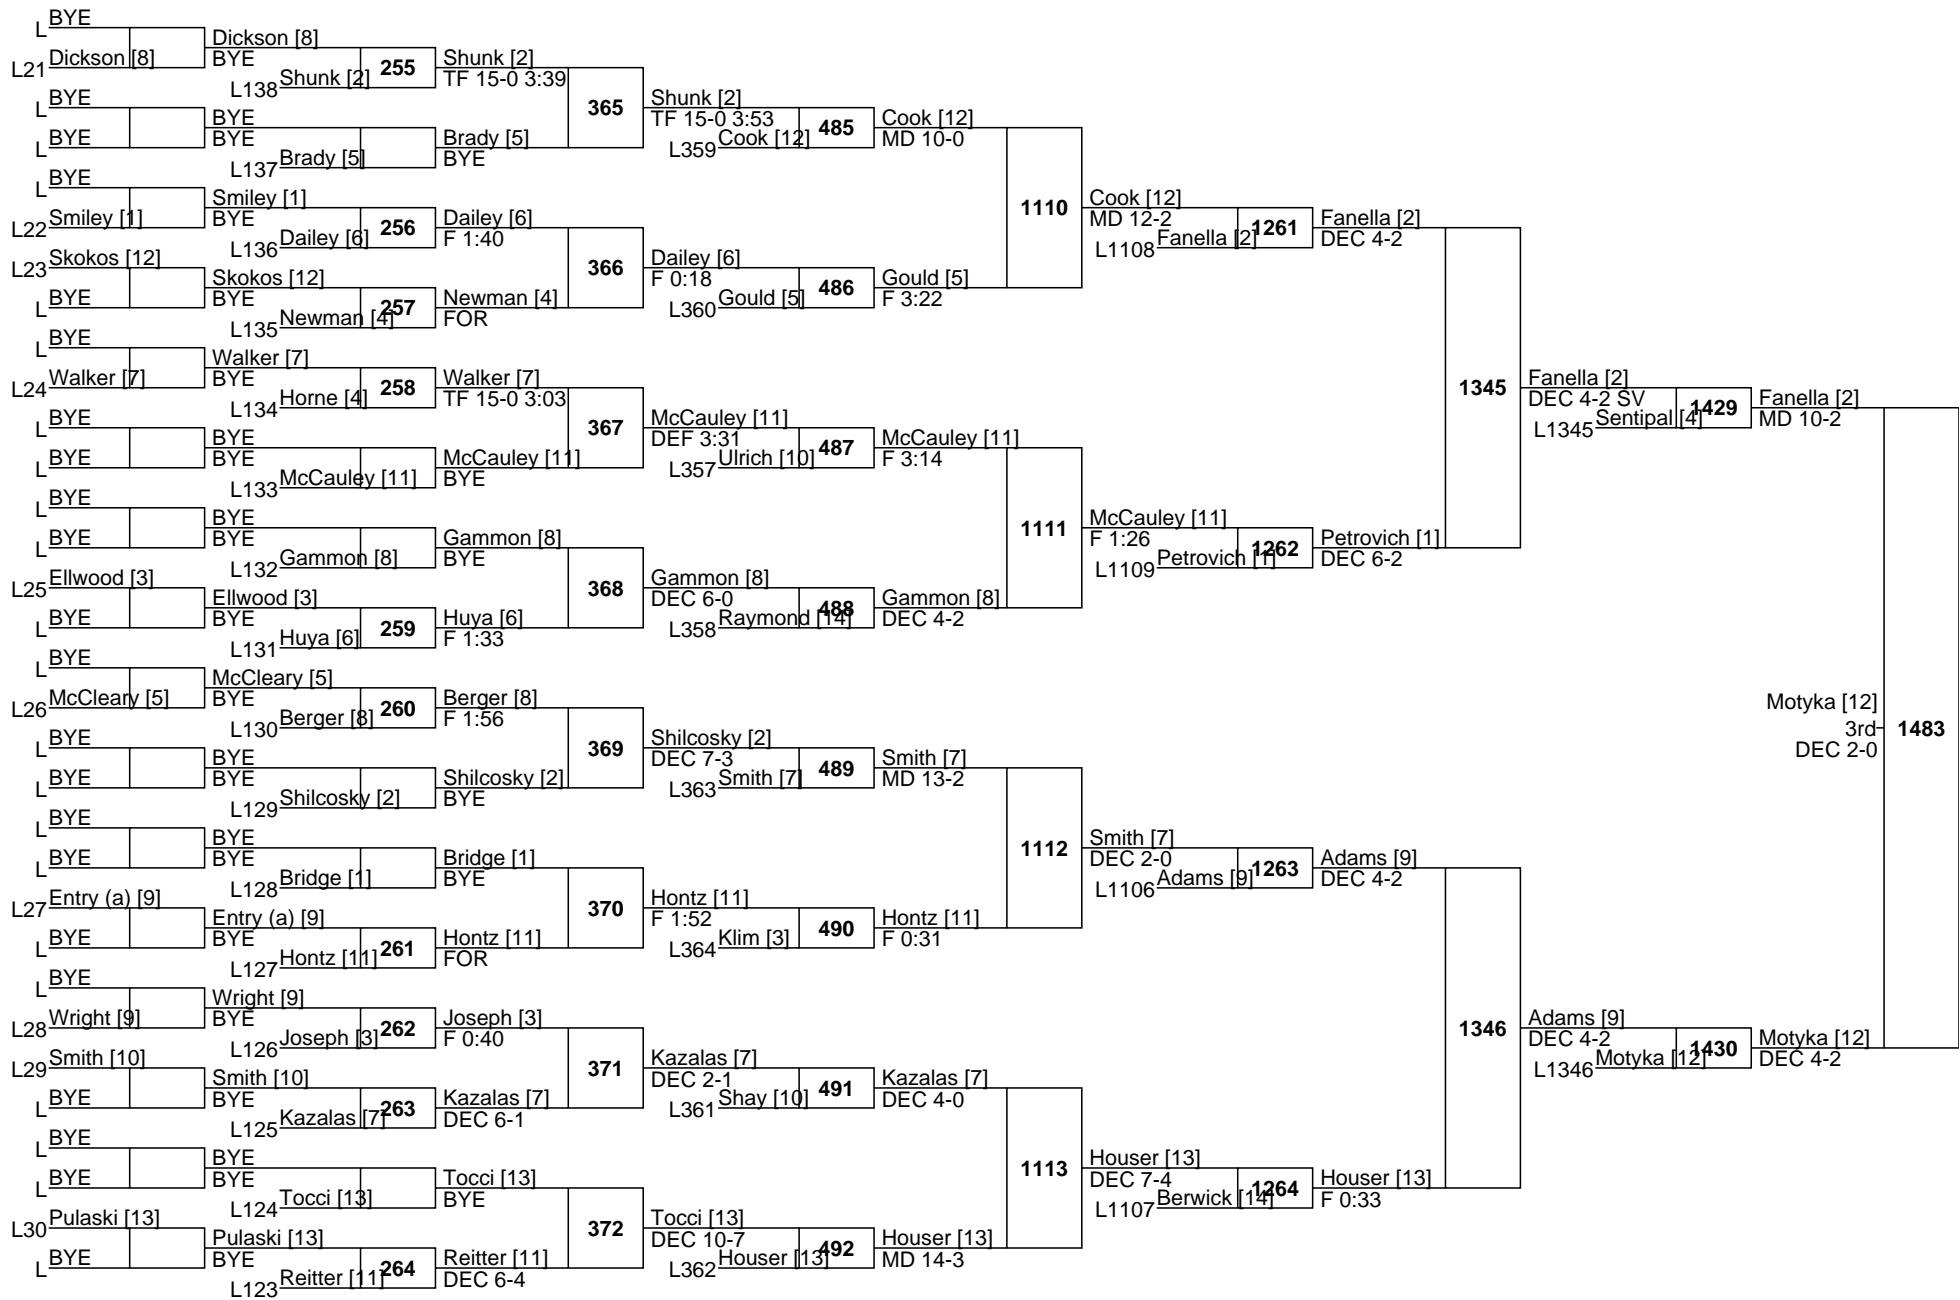 L BYE
L21 Dickson [8]
L BYE
L BYE
L BYE
L22 Smiley [1]
L23 Skokos [12]
L BYE
L BYE
L24 Walker [7]
L BYE
L BYE
L BYE
L BYE
L25 Ellwood [3]
L BYE
L BYE
L26 McCleary [5]
L BYE
L BYE
L BYE
L BYE
L27 Entry (a) [9]
L BYE
L BYE
L28 Wright [9]
L29 Smith [10]
L BYE
L BYE
L BYE
L30 Pulaski [13]
L BYE
Dickson [8]
BYE
L138 Shunk [2]
255
BYE
BYE
L137 Brady [5]
Smiley [1]
BYE
L136 Dailey [6]
256
Skokos [12]
BYE
L135 Newman [4]
257
Walker [7]
BYE
L134 Horne [4]
258
BYE
BYE
L133 McCauley [11]
BYE
BYE
L132 Gammon [8]
Ellwood [3]
BYE
L131 Huya [6]
259
McCleary [5]
BYE
L130 Berger [8]
260
BYE
BYE
L129 Shilcosky [2]
BYE
BYE
L128 Bridge [1]
Entry (a) [9]
BYE
L127 Hontz [11]
261
Wright [9]
BYE
L126 Joseph [3]
262
Smith [10]
BYE
L125 Kazalas [7]
263
BYE
BYE
L124 Tocci [13]
Pulaski [13]
BYE
L123 Reitter [11]
264
Shunk [2]
TF 15-0 3:39
365
Brady [5]
BYE
Dailey [6]
F 1:40
366
Newman [4]
FOR
Walker [7]
TF 15-0 3:03
367
McCauley [11]
BYE
Gammon [8]
BYE
368
Huya [6]
F 1:33
Berger [8]
F 1:56
369
Shilcosky [2]
BYE
Bridge [1]
BYE
370
Hontz [11]
FOR
Joseph [3]
F 0:40
371
Kazalas [7]
DEC 6-1
Tocci [13]
BYE
372
Reitter [11]
DEC 6-4
Shunk [2]
TF 15-0 3:53
L359 Cook [12]
485
Dailey [6]
F 0:18
L360 Gould [5]
486
McCauley [11]
DEF 3:31
L357 Ulrich [10]
487
Gammon [8]
DEC 6-0
L358 Raymond [14]
488
Shilcosky [2]
DEC 7-3
L363 Smith [7]
489
Hontz [11]
F 1:52
L364 Klim [3]
490
Kazalas [7]
DEC 2-1
L361 Shay [10]
491
Tocci [13]
DEC 10-7
L362 Houser [13]
492
Cook [12]
MD 10-0
1110
Gould [5]
F 3:22
McCauley [11]
F 3:14
1111
Gammon [8]
DEC 4-2
Smith [7]
MD 13-2
1112
Hontz [11]
F 0:31
Kazalas [7]
DEC 4-0
1113
Houser [13]
MD 14-3
Cook [12]
MD 12-2
L1108 Fanella [2]
1261
McCauley [11]
F 1:26
L1109 Petrovich [1]
1262
Smith [7]
DEC 2-0
L1106 Adams [9]
1263
Houser [13]
DEC 7-4
L1107 Berwick [14]
1264
Fanella [2]
DEC 4-2
1345
Petrovich [1]
DEC 6-2
Adams [9]
DEC 4-2
1346
Houser [13]
F 0:33
Fanella [2]
DEC 4-2 SV
L1345 Sentipal [4]
1429
Adams [9]
DEC 4-2
L1346 Motyka [12]
1430
Fanella [2]
MD 10-2
Motyka [12]
3rd
DEC 2-0
1483
Motyka [12]
DEC 4-2